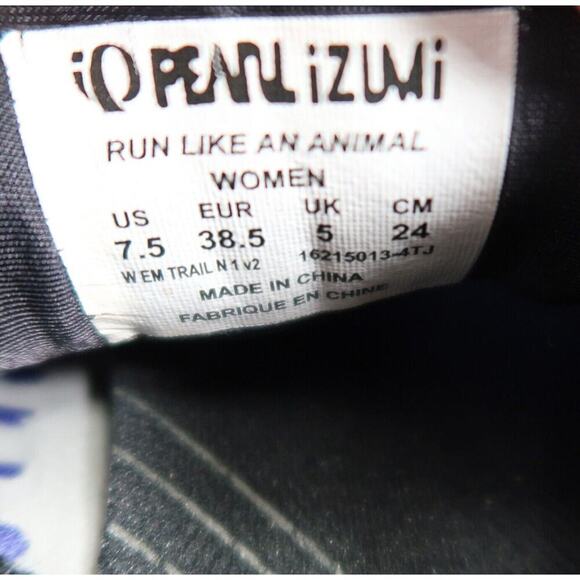 PEARL iZUMi
RUN LIKE AN ANIMAL
WOMEN
US EUR UK CM
7.5 38.5 5 24
W EM TRAIL N 1 v2 16215013-4TJ
MADE IN CHINA
FABRIQUE EN CHINE